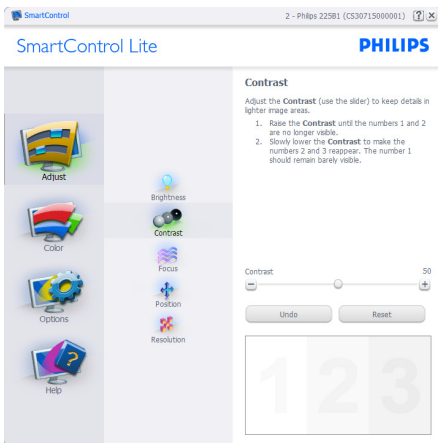 SmartControl
2 - Philips 225B1 (CS30715000001)
SmartControl Lite
PHILIPS
Adjust
Color
Options
Help
Brightness
Contrast
Focus
Position
Resolution
Contrast
Adjust the Contrast (use the slider) to keep details in
lighter image areas.
1. Raise the Contrast until the numbers 1 and 2
are no longer visible.
2. Slowly lower the Contrast to make the
numbers 2 and 3 reappear. The number 1
should remain barely visible.
Contrast 50
Undo Reset
1 2 3